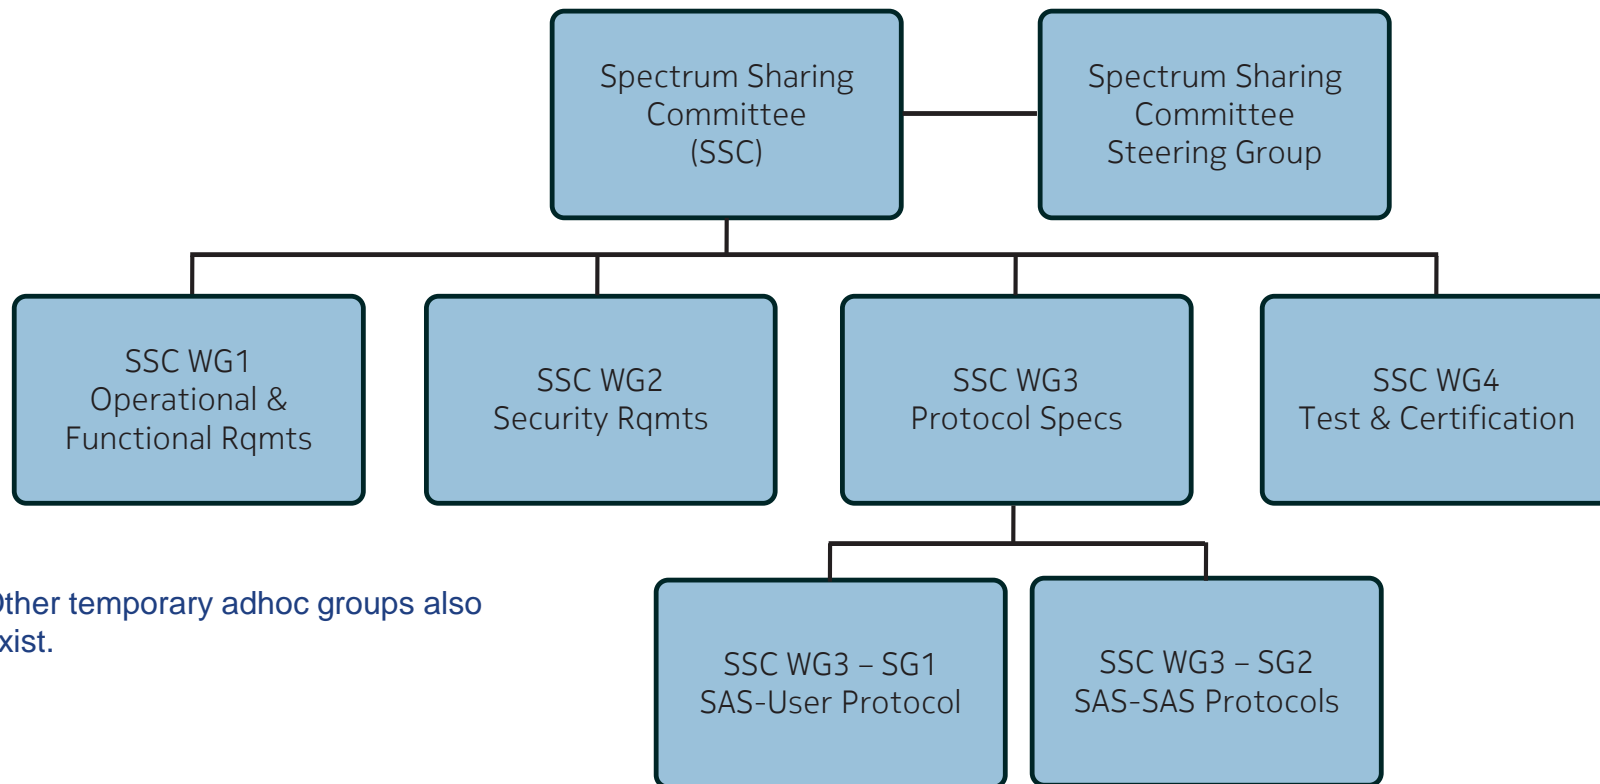 Spectrum Sharing
Committee
(SSC)
Spectrum Sharing
Committee
Steering Group
SSC WG1
Operational &
Functional Rqmts
SSC WG2
Security Rqmts
SSC WG3
Protocol Specs
SSC WG4
Test & Certification
Other temporary adhoc groups also
exist.
SSC WG3 – SG1
SAS-User Protocol
SSC WG3 – SG2
SAS-SAS Protocols